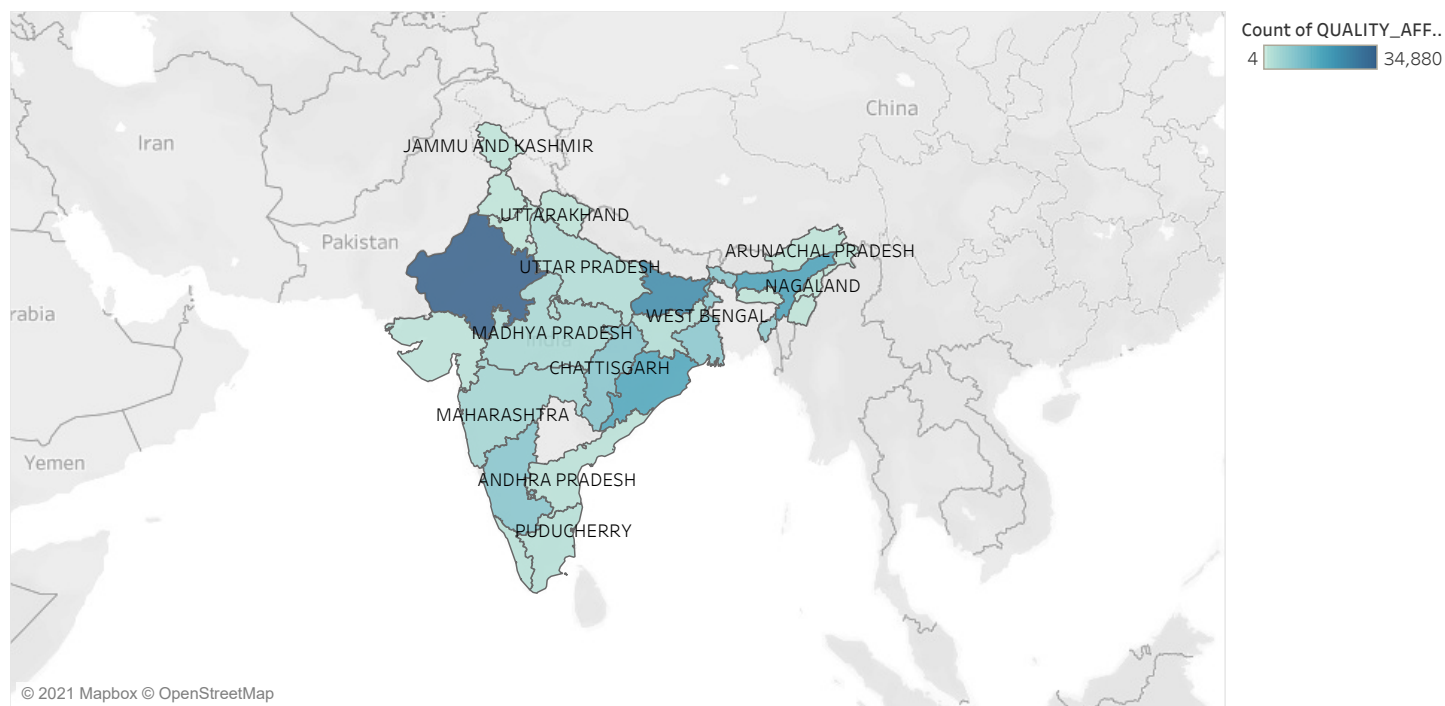 Count of QUALITY_AFF..
4
34,880
China
Iran
JAMMU AND KASHMIR
UTTARAKHAND
Pakistan
ARUNACHAL PRADESH
UTTAR PRADESH
NAGALAND
rabia
WEST BENGAL
MADHYA PRADESH
India
CHATTISGARH
MAHARASHTRA
Yemen
ANDHRA PRADESH
PUDUCHERRY
© 2021 Mapbox © OpenStreetMap